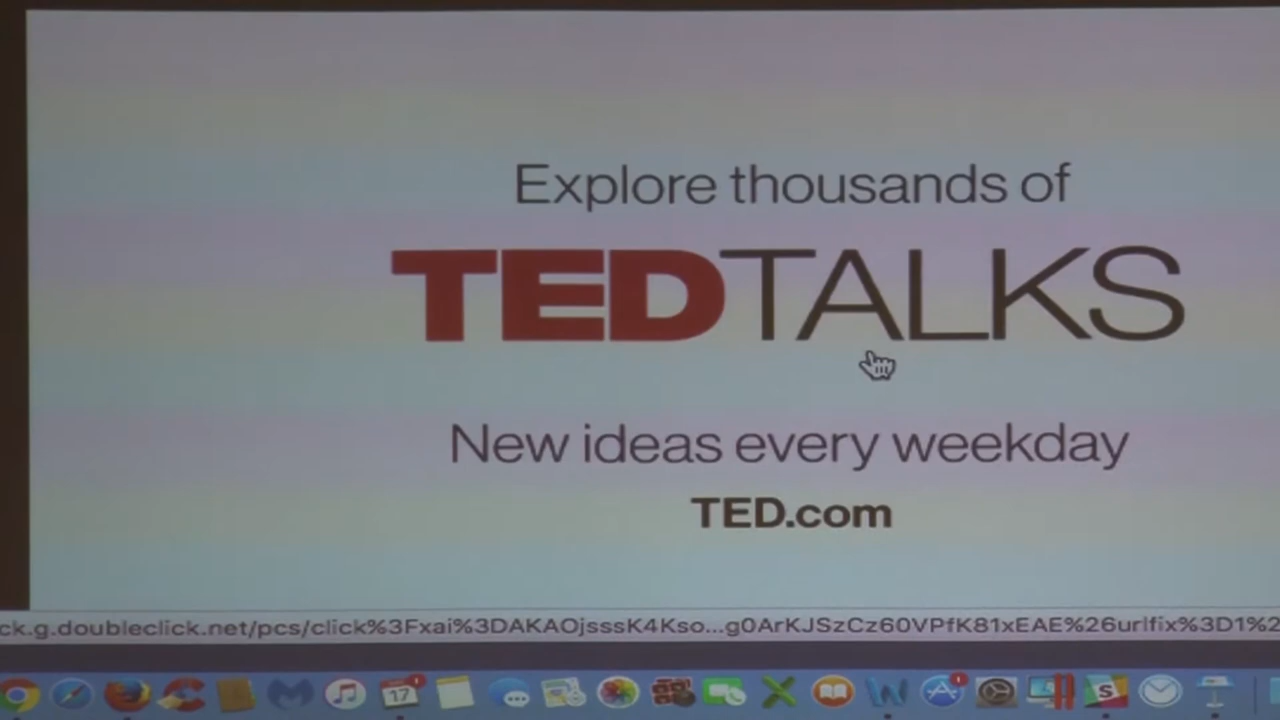 Explore thousands of
TEDTALKS
New ideas every weekday
TED.com
ck.g.doubleclick.net/pcs/click%3Fxai%3DAKAOjsssK4Kso...g0ArKJSzCz60VPfK81xEAE%26urlfix%3D1%2
17